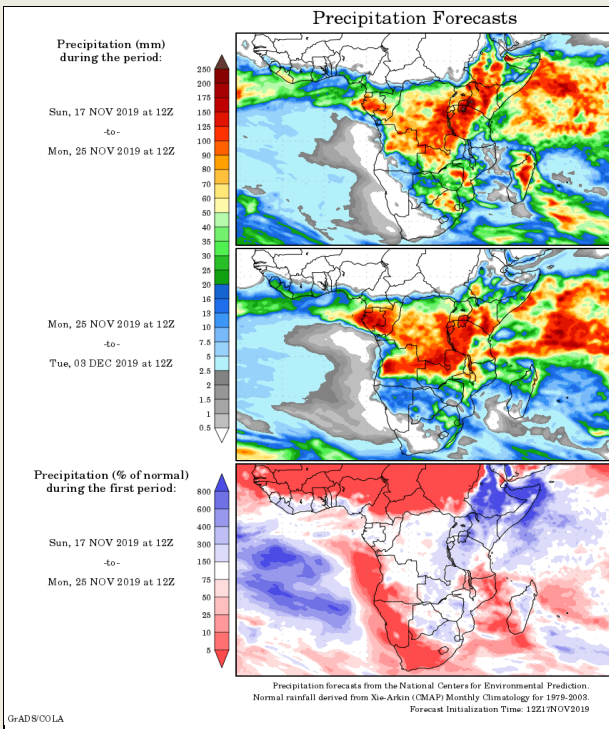 Precipitation Forecasts
Precipitation (mm)
during the period:
Sun, 17 NOV 2019 at 12Z
-to-
Mon, 25 NOV 2019 at 12Z
250
200
175
150
125
100
90
80
70
60
50
40
35
30
25
20
16
13
10
7.5
5
2.5
2
1.5
1
0.5
Mon, 25 NOV 2019 at 12Z
-to-
Tue, 03 DEC 2019 at 12Z
Precipitation (% of normal)
during the first period:
Sun, 17 NOV 2019 at 12Z
-to-
Mon, 25 NOV 2019 at 12Z
800
600
400
300
150
75
50
25
10
5
Precipitation forecasts from the National Centers for Environmental Prediction.
Normal rainfall derived from Xie-Arkin (CMAP) Monthly Climatology for 1979-2003.
Forecast Initialization Time: 12Z17NOV2019
GrADS/COLA